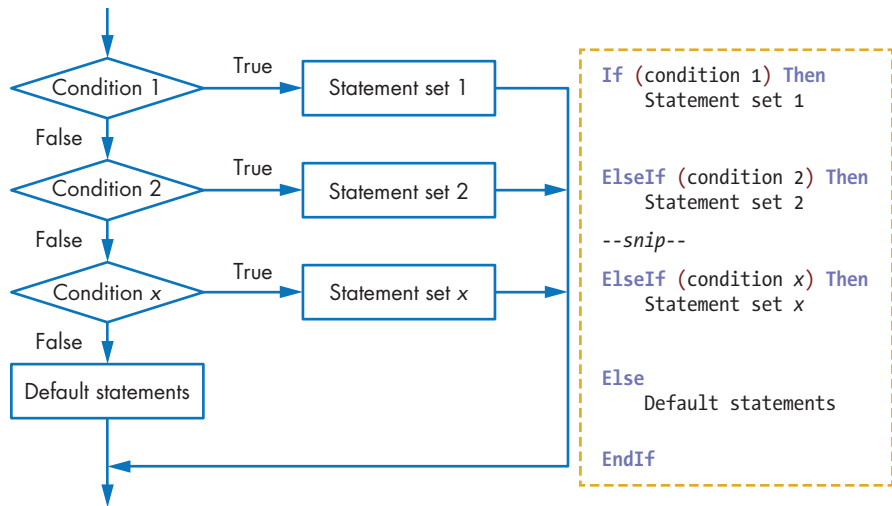 Condition 1
True
Statement set 1
False
Condition 2
True
Statement set 2
False
Condition x
True
Statement set x
False
Default statements
If (condition 1) Then
Statement set 1
ElseIf (condition 2) Then
Statement set 2
--snip--
ElseIf (condition x) Then
Statement set x
Else
Default statements
EndIf